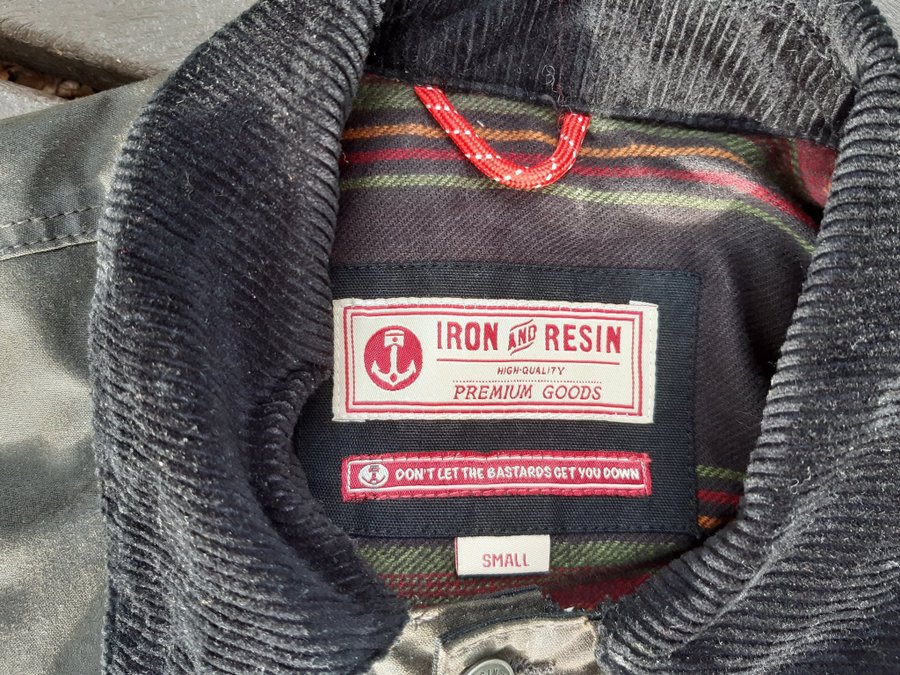 IRON AND RESIN
HIGH-QUALITY
PREMIUM GOODS
DON'T LET THE BASTARDS GET YOU DOWN
SMALL